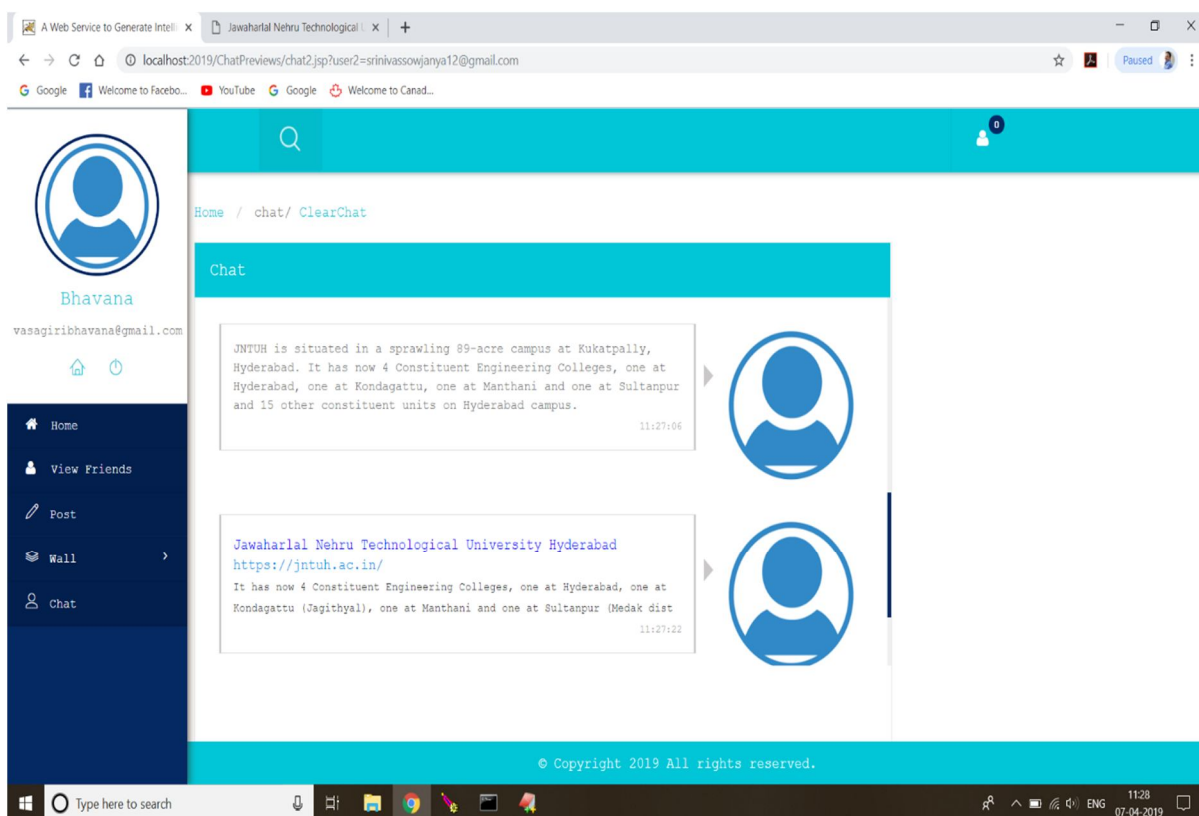 A Web Service to Generate Intelli
Jawaharlal Nehru Technological U
localhost:2019/ChatPreviews/chat2.jsp?user2=srinivassowjanya12@gmail.com
Paused
Google
Welcome to Facebo...
YouTube
Google
Welcome to Canad...
0
Bhavana
vasagiribhavana@gmail.com
Home
View Friends
Post
Wall
Chat
Home / chat/ ClearChat
Chat
JNTUH is situated in a sprawling 89-acre campus at Kukatpally,
Hyderabad. It has now 4 Constituent Engineering Colleges, one at
Hyderabad, one at Kondagattu, one at Manthani and one at Sultanpur
and 15 other constituent units on Hyderabad campus.
11:27:06
Jawaharlal Nehru Technological University Hyderabad
https://jntuh.ac.in/
It has now 4 Constituent Engineering Colleges, one at Hyderabad, one at
Kondagattu (Jagithyal), one at Manthani and one at Sultanpur (Medak dist
11:27:22
© Copyright 2019 All rights reserved.
Type here to search
ENG
11:28
07-04-2019